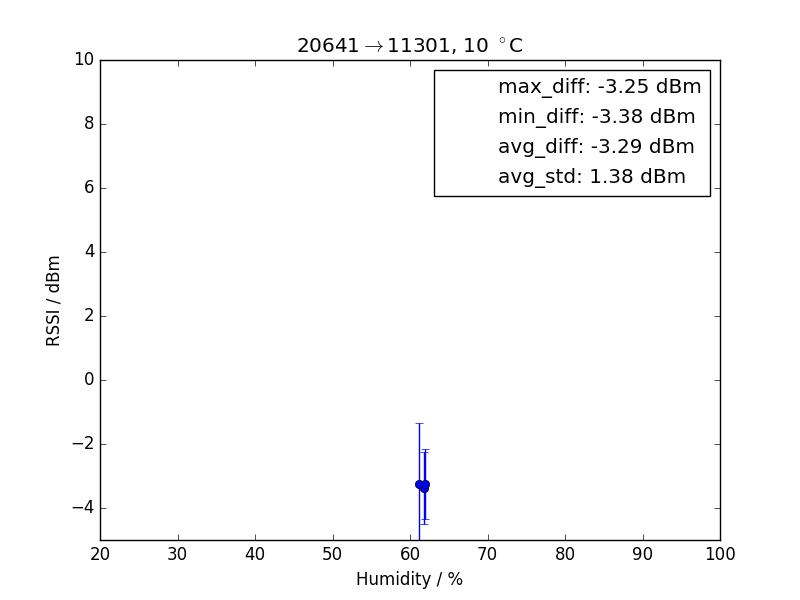 20641→11301, 10 °C
max_diff: -3.25 dBm
min_diff: -3.38 dBm
avg_diff: -3.29 dBm
avg_std: 1.38 dBm
10
8
6
4
2
0
−2
−4
RSSI / dBm
20 30 40 50 60 70 80 90 100
Humidity / %